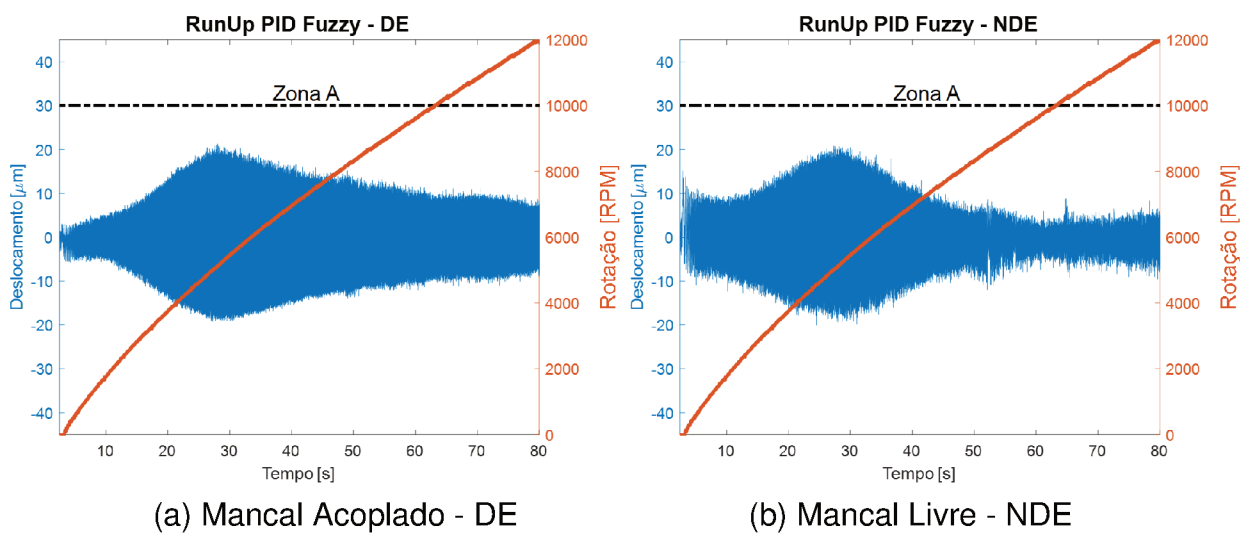 RunUp PID Fuzzy - DE
40
30
20
10
0
-10
-20
-30
-40
Deslocamento [μm]
Zona A
12000
10000
8000
6000
4000
2000
0
Rotação [RPM]
10 20 30 40 50 60 70 80
Tempo [s]
(a) Mancal Acoplado - DE
RunUp PID Fuzzy - NDE
40
30
20
10
0
-10
-20
-30
-40
Deslocamento [μm]
Zona A
12000
10000
8000
6000
4000
2000
0
Rotação [RPM]
10 20 30 40 50 60 70 80
Tempo [s]
(b) Mancal Livre - NDE